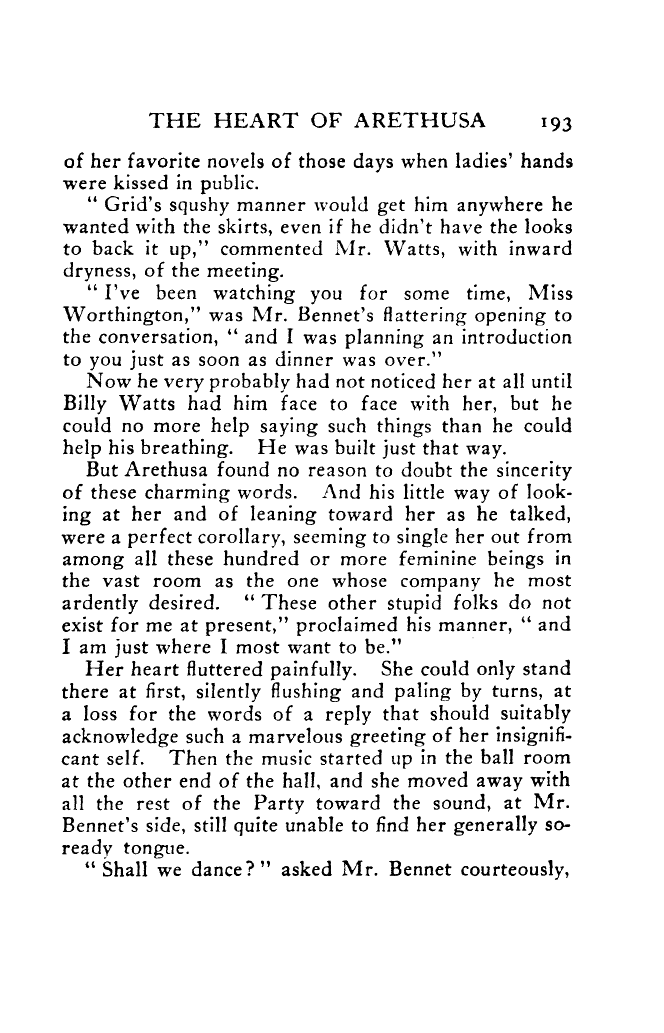 THE HEART OF ARETHUSA 193
of her favorite novels of those days when ladies' hands
were kissed in public.
" Grid's squshy manner would get him anywhere he
wanted with the skirts, even if he didn't have the looks
to back it up," commented Mr. Watts, with inward
dryness, of the meeting.
" I've been watching you for some time, Miss
Worthington," was Mr. Bennet's flattering opening to
the conversation, " and I was planning an introduction
to you just as soon as dinner was over."
Now he very probably had not noticed her at all until
Billy Watts had him face to face with her, but he
could no more help saying such things than he could
help his breathing. He was built just that way.
But Arethusa found no reason to doubt the sincerity
of these charming words. And his little way of look-
ing at her and of leaning toward her as he talked,
were a perfect corollary, seeming to single her out from
among all these hundred or more feminine beings in
the vast room as the one whose company he most
ardently desired. " These other stupid folks do not
exist for me at present," proclaimed his manner, " and
I am just where I most want to be."
Her heart fluttered painfully. She could only stand
there at first, silently flushing and paling by turns, at
a loss for the words of a reply that should suitably
acknowledge such a marvelous greeting of her insignifi-
cant self. Then the music started up in the ball room
at the other end of the hall, and she moved away with
all the rest of the Party toward the sound, at Mr.
Bennet's side, still quite unable to find her generally so-
ready tongue.
" Shall we dance? " asked Mr. Bennet courteously,